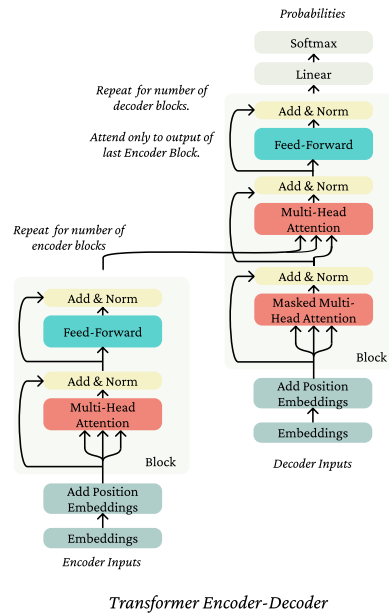 Probabilities
Softmax
Linear
Repeat for number of
decoder blocks.
Add & Norm
Attend only to output of
last Encoder Block.
Feed-Forward
Add & Norm
Multi-Head
Attention
Repeat for number of
encoder blocks
Add & Norm
Masked Multi-
Head Attention
Block
Add Position
Embeddings
Embeddings
Decoder Inputs
Add & Norm
Feed-Forward
Add & Norm
Multi-Head
Attention
Block
Add Position
Embeddings
Embeddings
Encoder Inputs
Transformer Encoder-Decoder